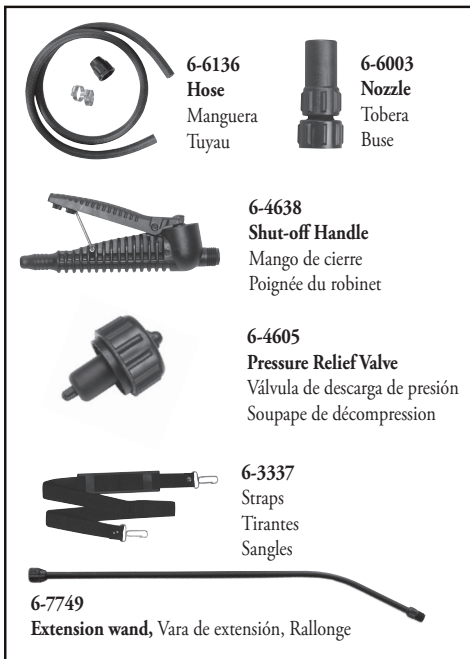 6-6136
Hose
Manguera
Tuyau
6-6003
Nozzle
Tobera
Buse
6-4638
Shut-off Handle
Mango de cierre
Poignée du robinet
6-4605
Pressure Relief Valve
Válvula de descarga de presión
Soupape de décompression
6-3337
Straps
Tirantes
Sangles
6-7749
Extension wand, Vara de extensión, Rallonge